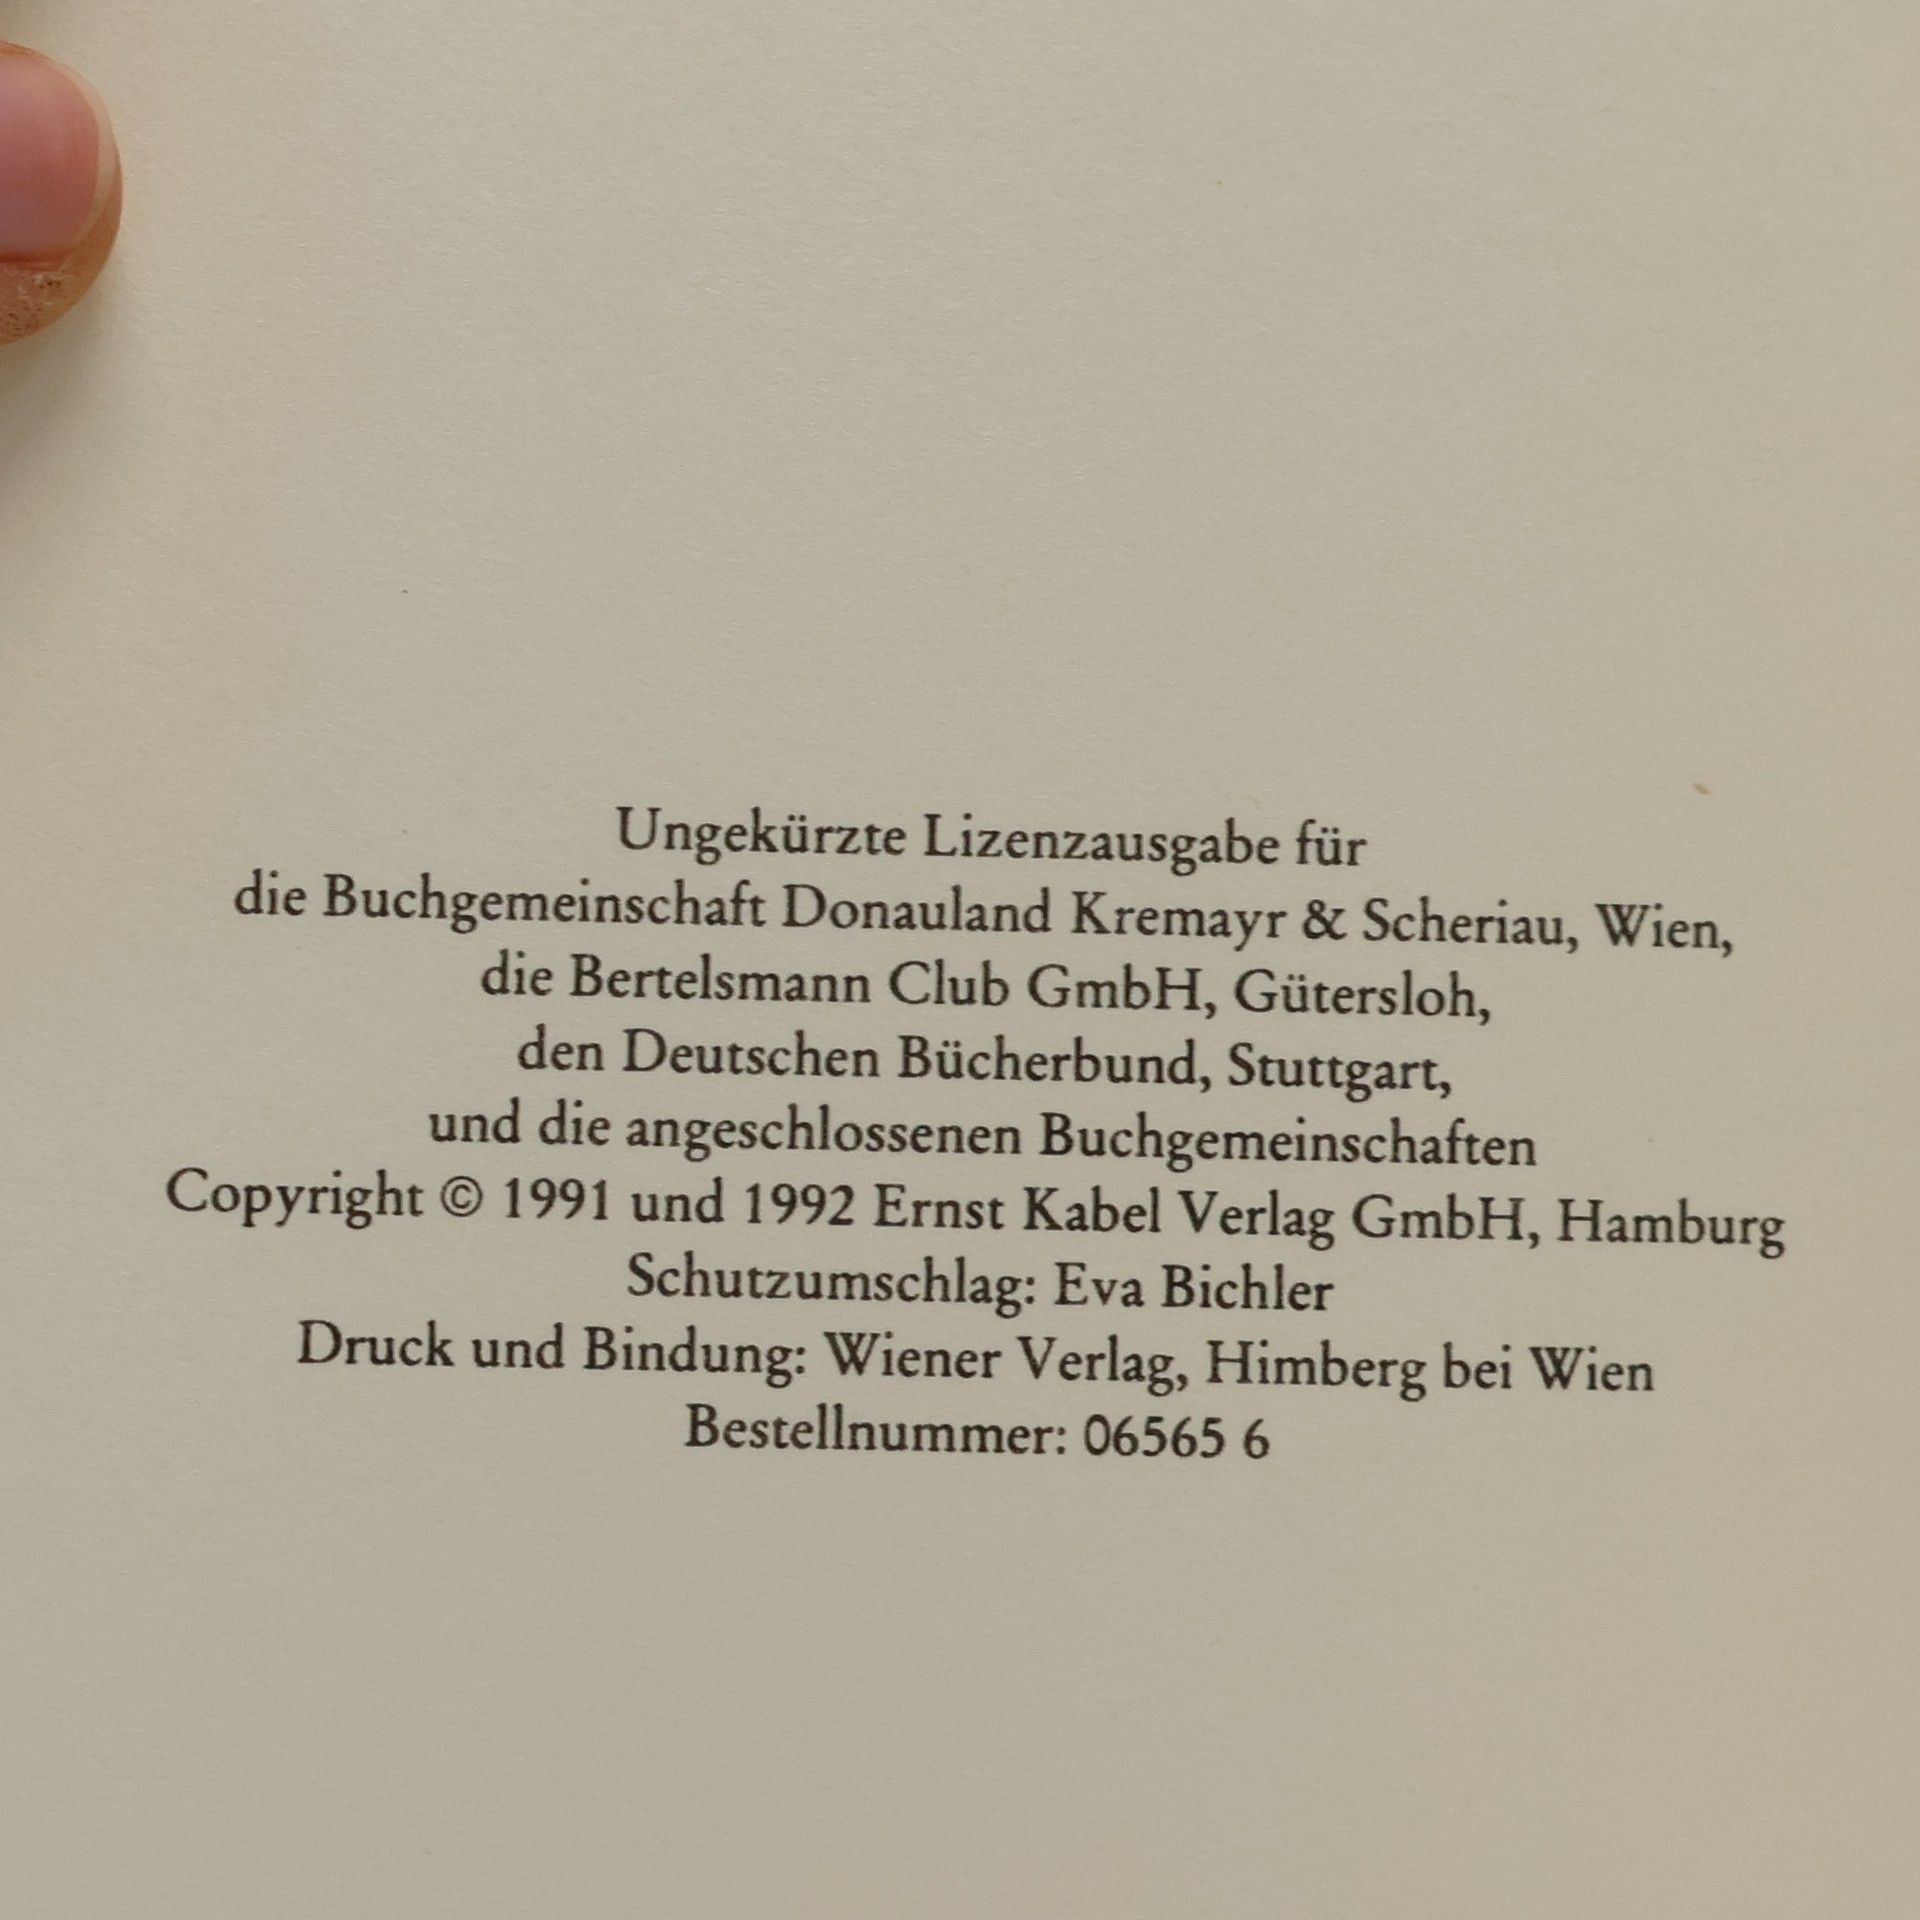 Ungekürzte Lizenzausgabe für
die Buchgemeinschaft Donauland Kremayr & Scheriau, Wien,
die Bertelsmann Club GmbH, Gütersloh,
den Deutschen Bücherbund, Stuttgart,
und die angeschlossenen Buchgemeinschaften
Copyright © 1991 und 1992 Ernst Kabel Verlag GmbH, Hamburg
Schutzumschlag: Eva Bichler
Druck und Bindung: Wiener Verlag, Himberg bei Wien
Bestellnummer: 06565 6